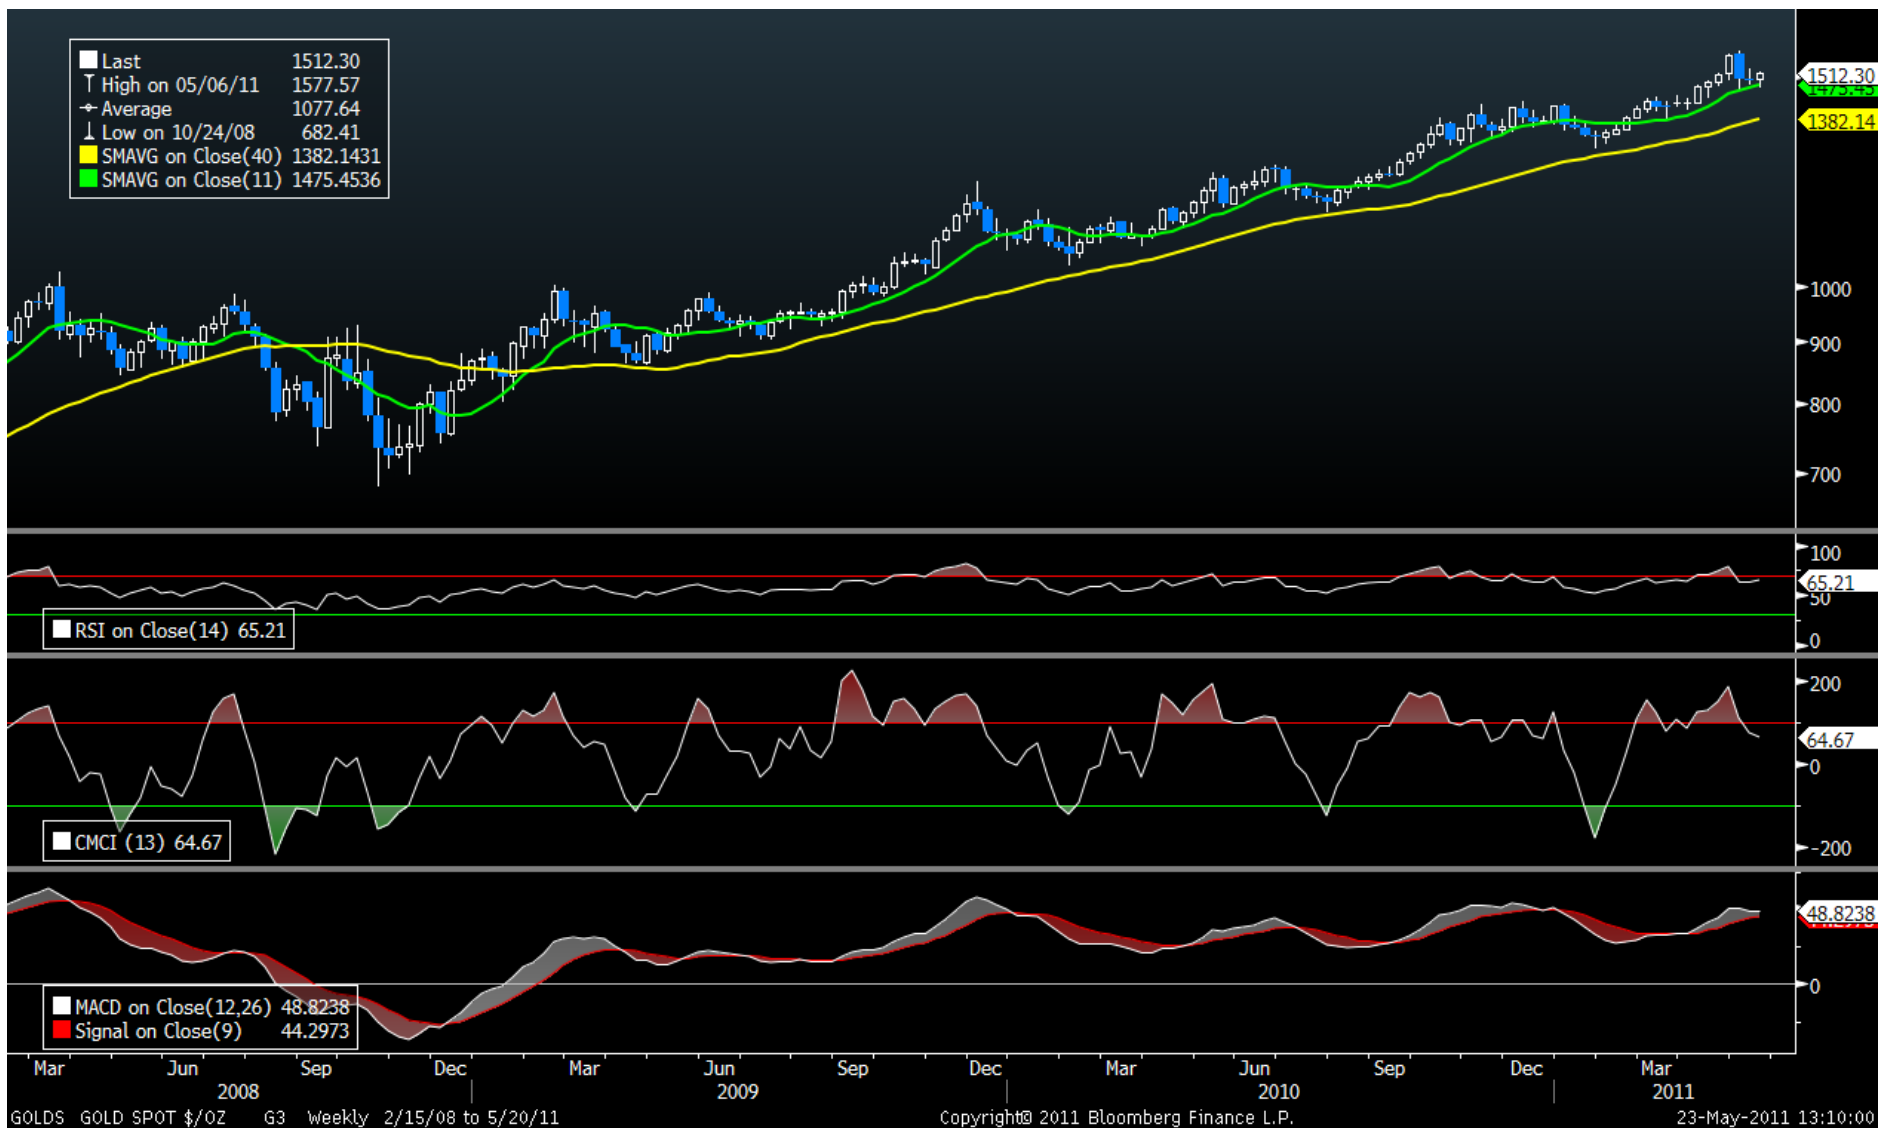 Last 1512.30
High on 05/06/11 1577.57
Average 1077.64
Low on 10/24/08 682.41
SMAVG on Close(40) 1382.1431
SMAVG on Close(11) 1475.4536
1512.30
1475.45
1382.14
1000
900
800
700
100
65.21
50
0
RSI on Close(14) 65.21
200
64.67
0
-200
CMCI (13) 64.67
48.8238
44.2973
0
MACD on Close(12,26) 48.8238
Signal on Close(9) 44.2973
Mar Jun Sep Dec Mar Jun Sep Dec Mar Jun Sep Dec Mar
2008 2009 2010 2011
GOLDS GOLD SPOT $/OZ G3 Weekly 2/15/08 to 5/20/11 Copyright© 2011 Bloomberg Finance L.P. 23-May-2011 13:10:00